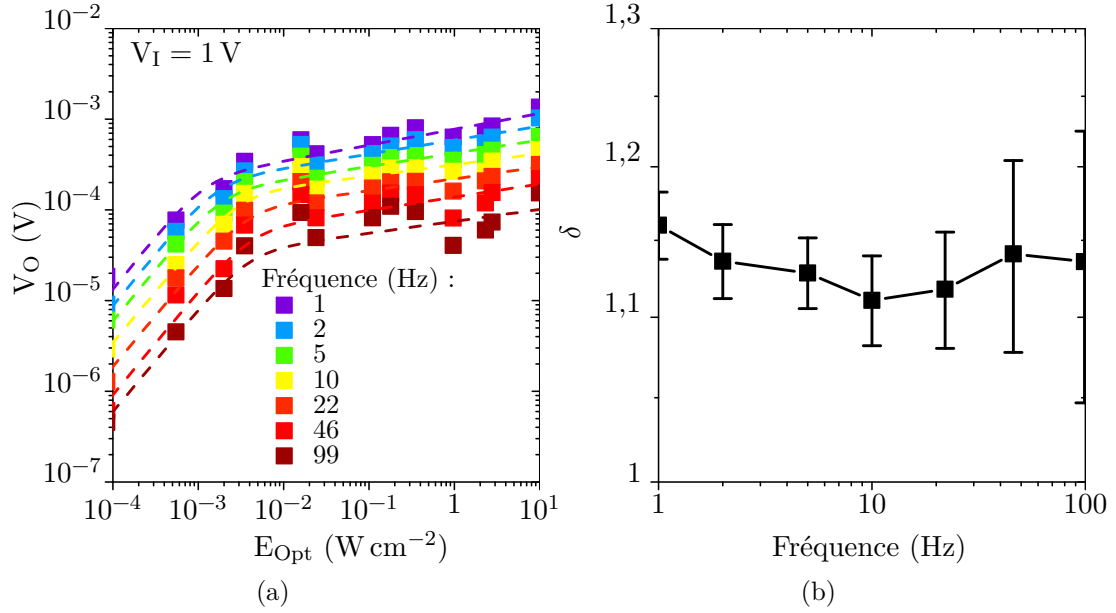 10⁻²
V_I = 1 V
10⁻³
10⁻⁴
10⁻⁵
10⁻⁶
10⁻⁷
V_O (V)
Fréquence (Hz) :
1
2
5
10
22
46
99
10⁻⁴ 10⁻³ 10⁻² 10⁻¹ 1 10¹
E_Opt (W cm⁻²)
(a)
1,3
1,2
1,1
1
δ
1 10 100
Fréquence (Hz)
(b)